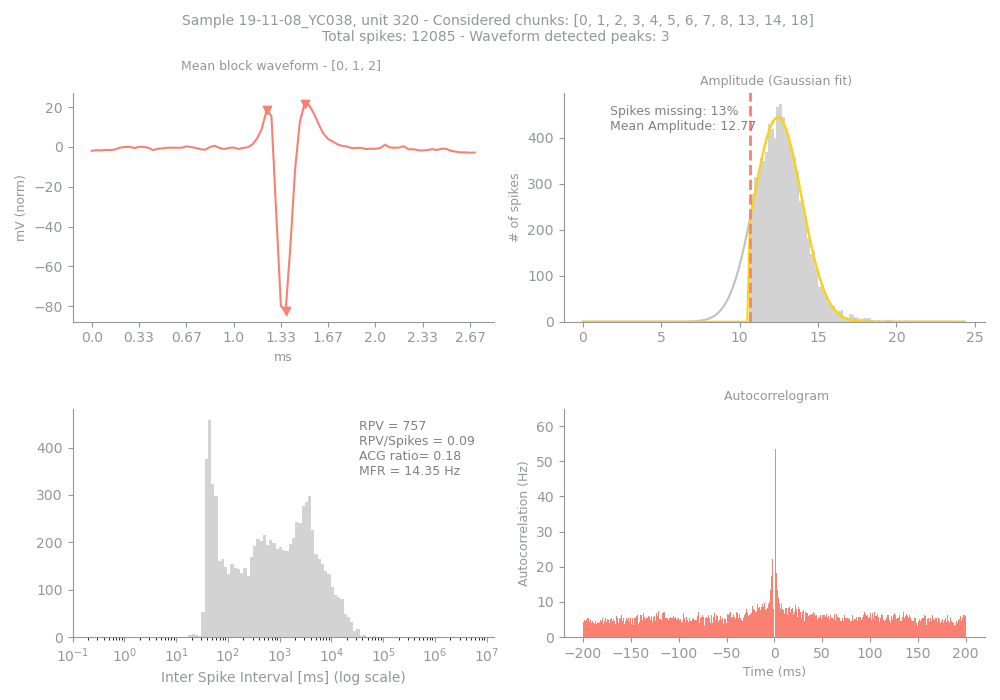 Sample 19-11-08_YC038, unit 320 - Considered chunks: [0, 1, 2, 3, 4, 5, 6, 7, 8, 13, 14, 18]
Total spikes: 12085 - Waveform detected peaks: 3
Mean block waveform - [0, 1, 2]
mV (norm)
20
0
−20
−40
−60
−80
0.0 0.33 0.67 1.0 1.33 1.67 2.0 2.33 2.67
ms
Amplitude (Gaussian fit)
Spikes missing: 13%
Mean Amplitude: 12.77
# of spikes
400
300
200
100
0
0 5 10 15 20 25
RPV = 757
RPV/Spikes = 0.09
ACG ratio= 0.18
MFR = 14.35 Hz
400
300
200
100
0
10⁻¹ 10⁰ 10¹ 10² 10³ 10⁴ 10⁵ 10⁶ 10⁷
Inter Spike Interval [ms] (log scale)
Autocorrelogram
Autocorrelation (Hz)
60
50
40
30
20
10
0
−200 −150 −100 −50 0 50 100 150 200
Time (ms)